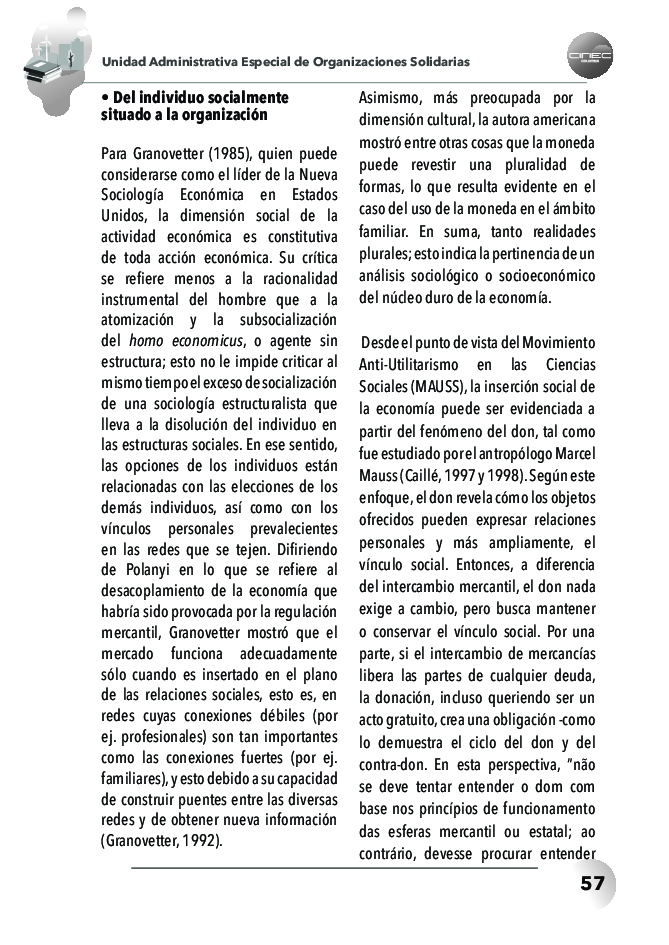 Unidad Administrativa Especial de Organizaciones Solidarias
CIRIEC
COLOMBIA
• Del individuo socialmente
situado a la organización
Para Granovetter (1985), quien puede
considerarse como el líder de la Nueva
Sociología Económica en Estados
Unidos, la dimensión social de la
actividad económica es constitutiva
de toda acción económica. Su crítica
se refiere menos a la racionalidad
instrumental del hombre que a la
atomización y la subsocialización
del homo economicus, o agente sin
estructura; esto no le impide criticar al
mismo tiempo el exceso de socialización
de una sociología estructuralista que
lleva a la disolución del individuo en
las estructuras sociales. En ese sentido,
las opciones de los individuos están
relacionadas con las elecciones de los
demás individuos, así como con los
vínculos personales prevalecientes
en las redes que se tejen. Difiriendo
de Polanyi en lo que se refiere al
desacoplamiento de la economía que
habría sido provocada por la regulación
mercantil, Granovetter mostró que el
mercado funciona adecuadamente
sólo cuando es insertado en el plano
de las relaciones sociales, esto es, en
redes cuyas conexiones débiles (por
ej. profesionales) son tan importantes
como las conexiones fuertes (por ej.
familiares), y esto debido a su capacidad
de construir puentes entre las diversas
redes y de obtener nueva información
(Granovetter, 1992).
Asimismo, más preocupada por la
dimensión cultural, la autora americana
mostró entre otras cosas que la moneda
puede revestir una pluralidad de
formas, lo que resulta evidente en el
caso del uso de la moneda en el ámbito
familiar. En suma, tanto realidades
plurales; esto indica la pertinencia de un
análisis sociológico o socioeconómico
del núcleo duro de la economía.
Desde el punto de vista del Movimiento
Anti-Utilitarismo en las Ciencias
Sociales (MAUSS), la inserción social de
la economía puede ser evidenciada a
partir del fenómeno del don, tal como
fue estudiado por el antropólogo Marcel
Mauss (Caillé, 1997 y 1998). Según este
enfoque, el don revela cómo los objetos
ofrecidos pueden expresar relaciones
personales y más ampliamente, el
vínculo social. Entonces, a diferencia
del intercambio mercantil, el don nada
exige a cambio, pero busca mantener
o conservar el vínculo social. Por una
parte, si el intercambio de mercancías
libera las partes de cualquier deuda,
la donación, incluso queriendo ser un
acto gratuito, crea una obligación -como
lo demuestra el ciclo del don y del
contra-don. En esta perspectiva, "não
se deve tentar entender o dom com
base nos princípios de funcionamento
das esferas mercantil ou estatal; ao
contrário, devesse procurar entender
57